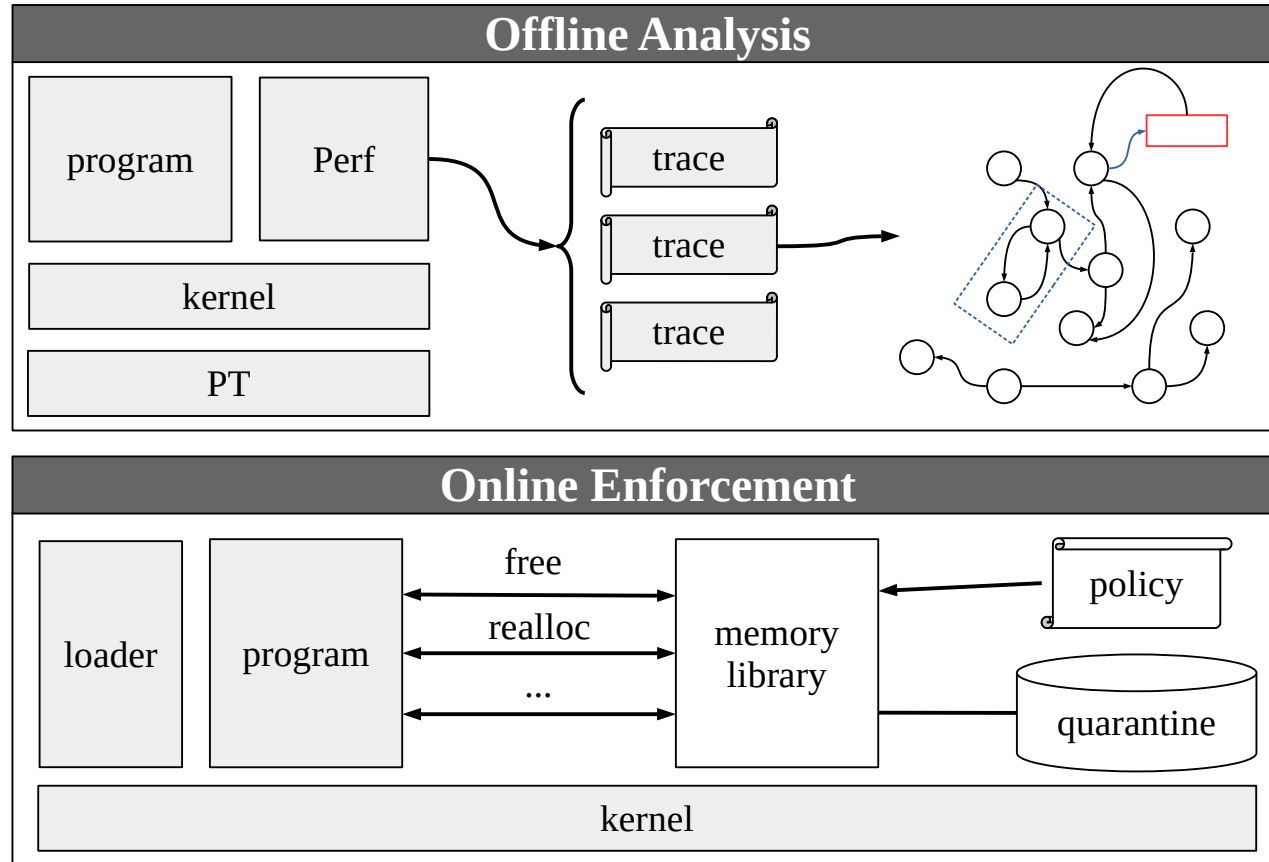 Offline Analysis
program
Perf
kernel
PT
trace
trace
trace
Online Enforcement
loader
program
free
realloc
...
memory
library
policy
quarantine
kernel